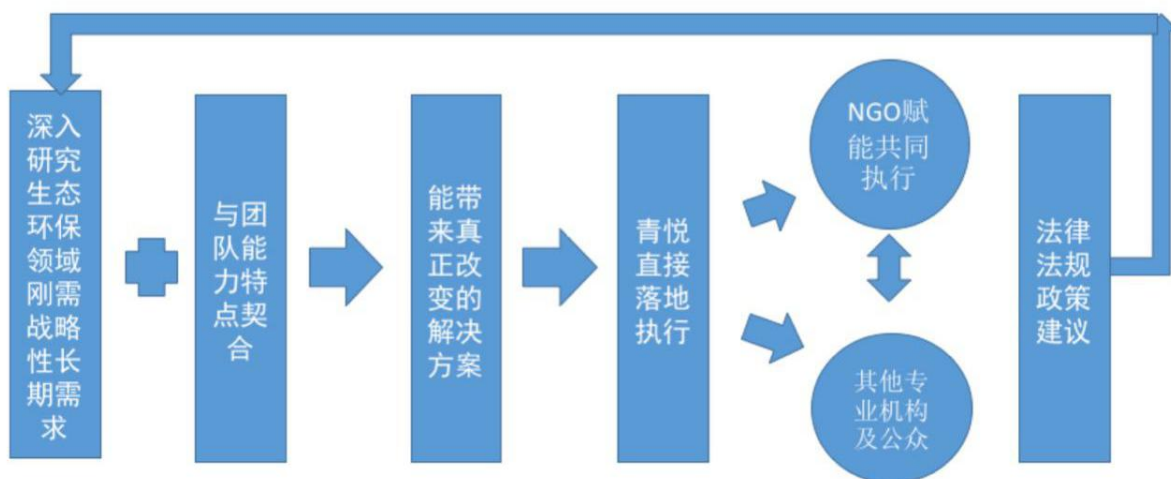 深入
研究
生态
环保
领域
刚需
战略
性长
期需
求
与团
队能
力特
点契
合
能带
来真
正改
变的
解决
方案
青悦
直接
落地
执行
NGO赋
能共同
执行
其他专
业机构
及公众
法律
法规
政策
建议